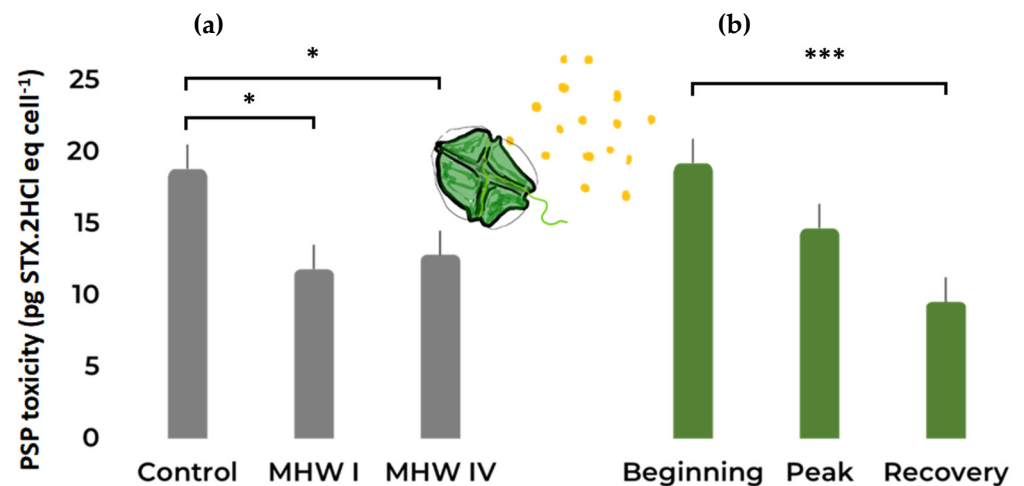 (a)
(b)
PSP toxicity (pg STX.2HCl eq cell-1)
25
20
15
10
5
0
*
*
***
Control MHW I MHW IV
Beginning Peak Recovery